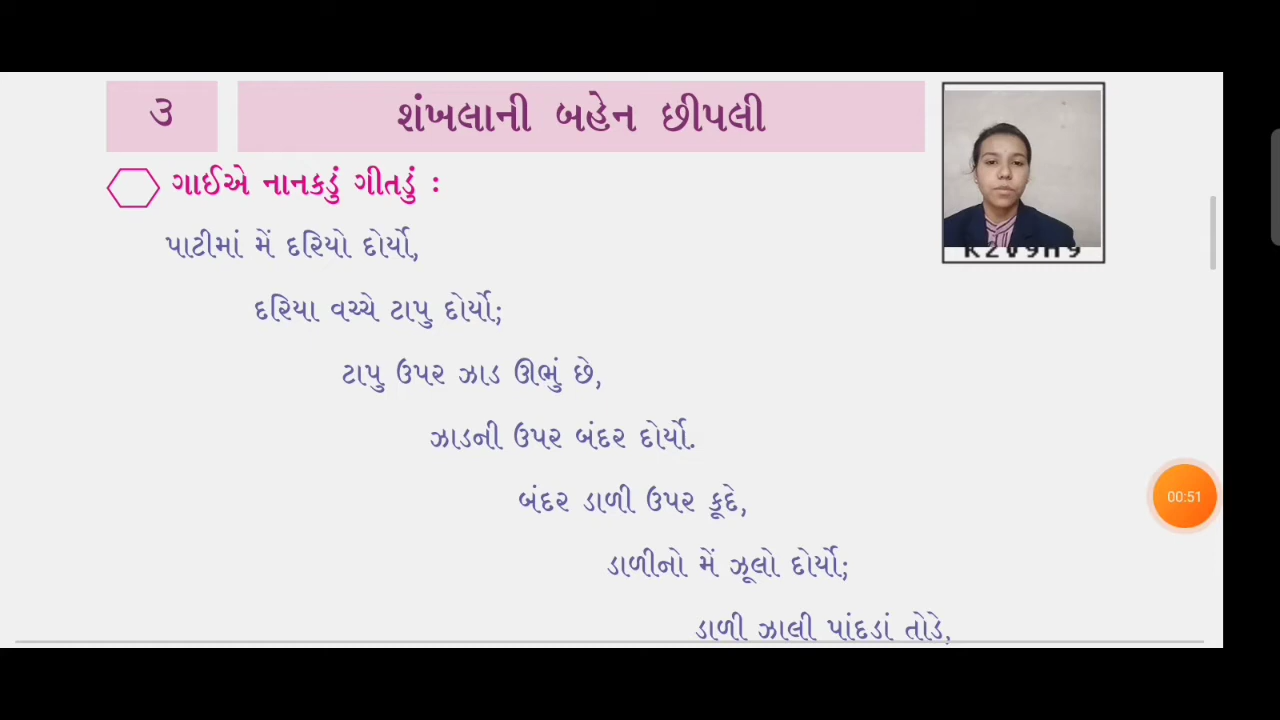 ૩
શંખલાની બહેન છીપલી
ગાઈએ નાનકડું ગીતડું :
પાટીમાં મેં દરિયો દોર્યો,
દરિયા વચ્ચે ટાપુ દોર્યો;
ટાપુ ઉપર ઝાડ ઊભું છે,
ઝાડની ઉપર બંદર દોર્યો.
બંદર ડાળી ઉપર કૂદે,
ડાળીનો મેં ઝૂલો દોર્યો;
ડાળી ઝાલી પાંદડાં તોડે,
00:51